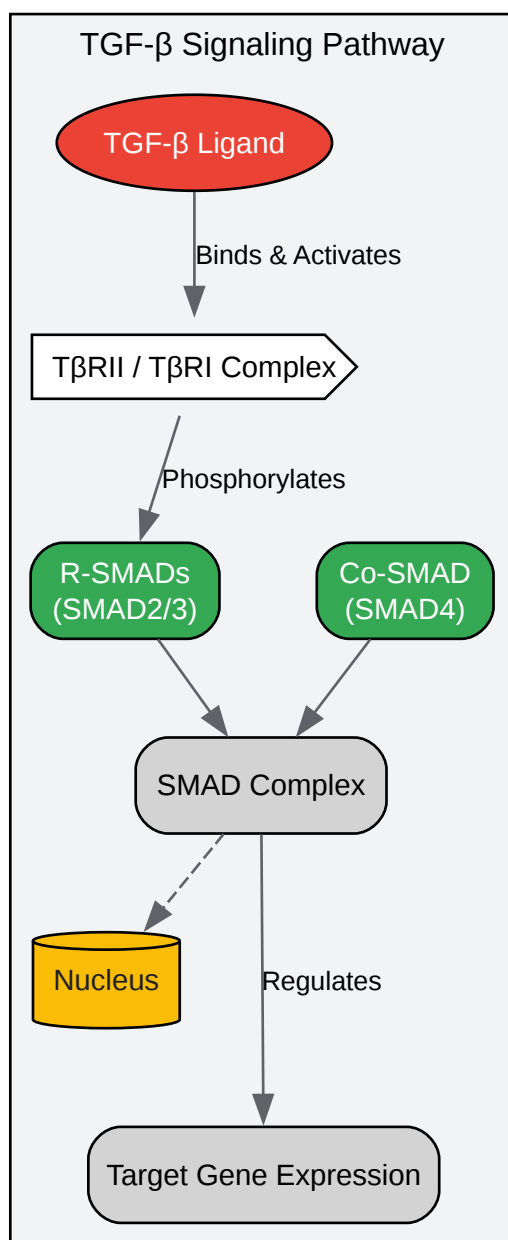 TGF-β Signaling Pathway
TGF-β Ligand
Binds & Activates
TβRII / TβRI Complex
Phosphorylates
R-SMADs
(SMAD2/3)
Co-SMAD
(SMAD4)
SMAD Complex
Nucleus
Regulates
Target Gene Expression